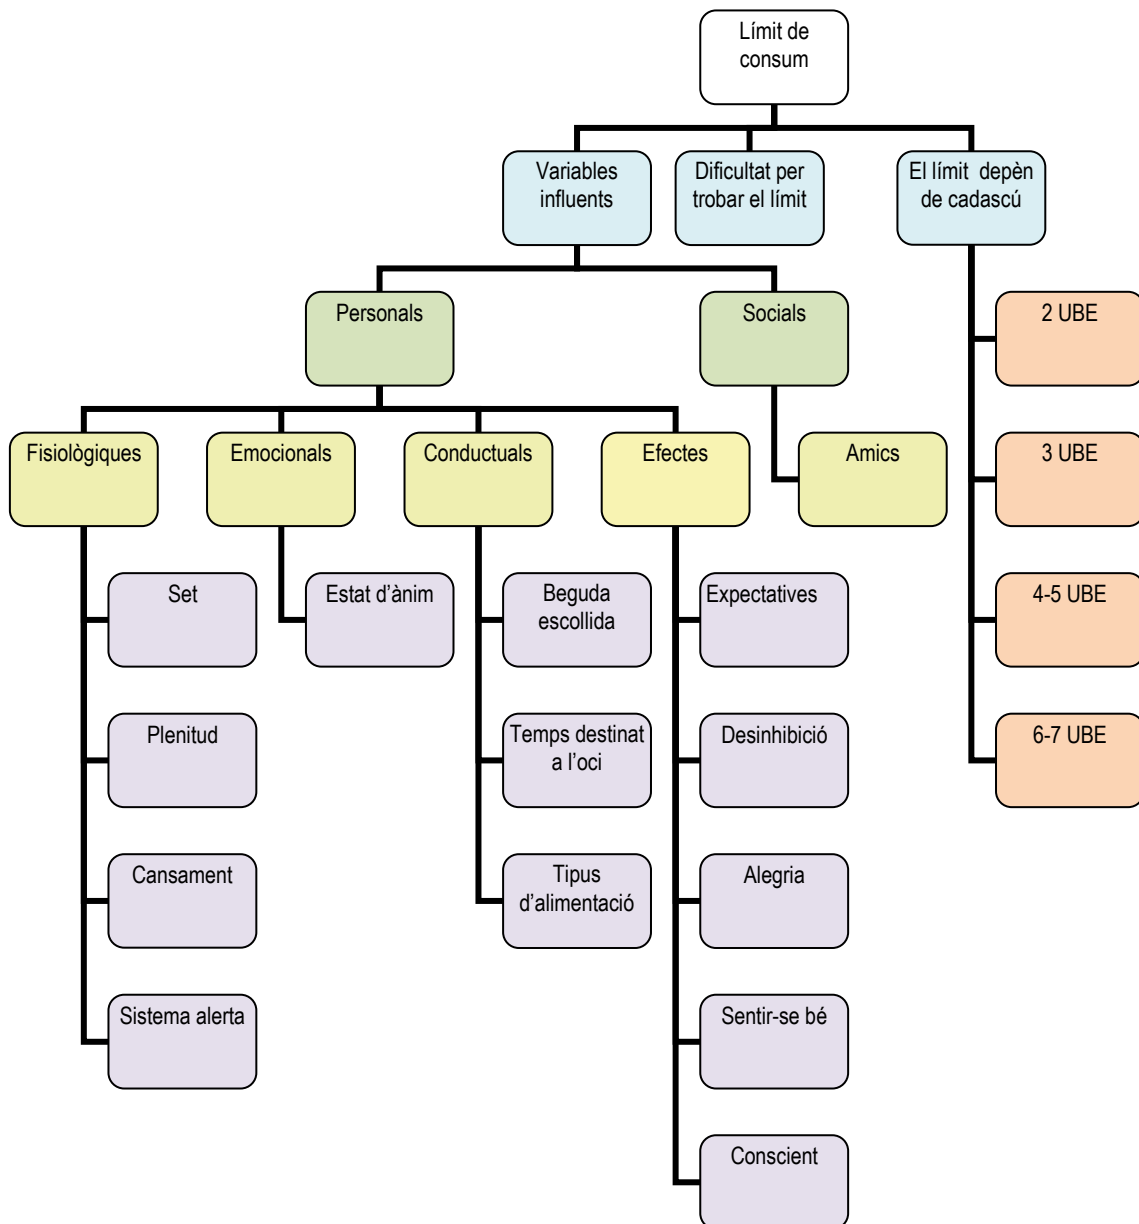 Límit de
consum
Variables
influents
Dificultat per
trobar el límit
El límit depèn
de cadascú
Personals
Socials
2 UBE
Fisiològiques
Emocionals
Conductuals
Efectes
Amics
3 UBE
Set
Estat d'ànim
Beguda
escollida
Expectatives
4-5 UBE
Plenitud
Temps destinat
a l'oci
Desinhibició
6-7 UBE
Cansament
Tipus
d'alimentació
Alegria
Sistema alerta
Sentir-se bé
Conscient